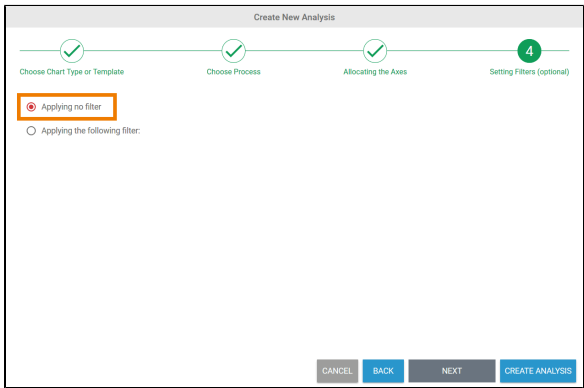 Create New Analysis
4
Choose Chart Type or Template
Choose Process
Allocating the Axes
Setting Filters (optional)
Applying no filter
Applying the following filter:
CANCEL
BACK
NEXT
CREATE ANALYSIS